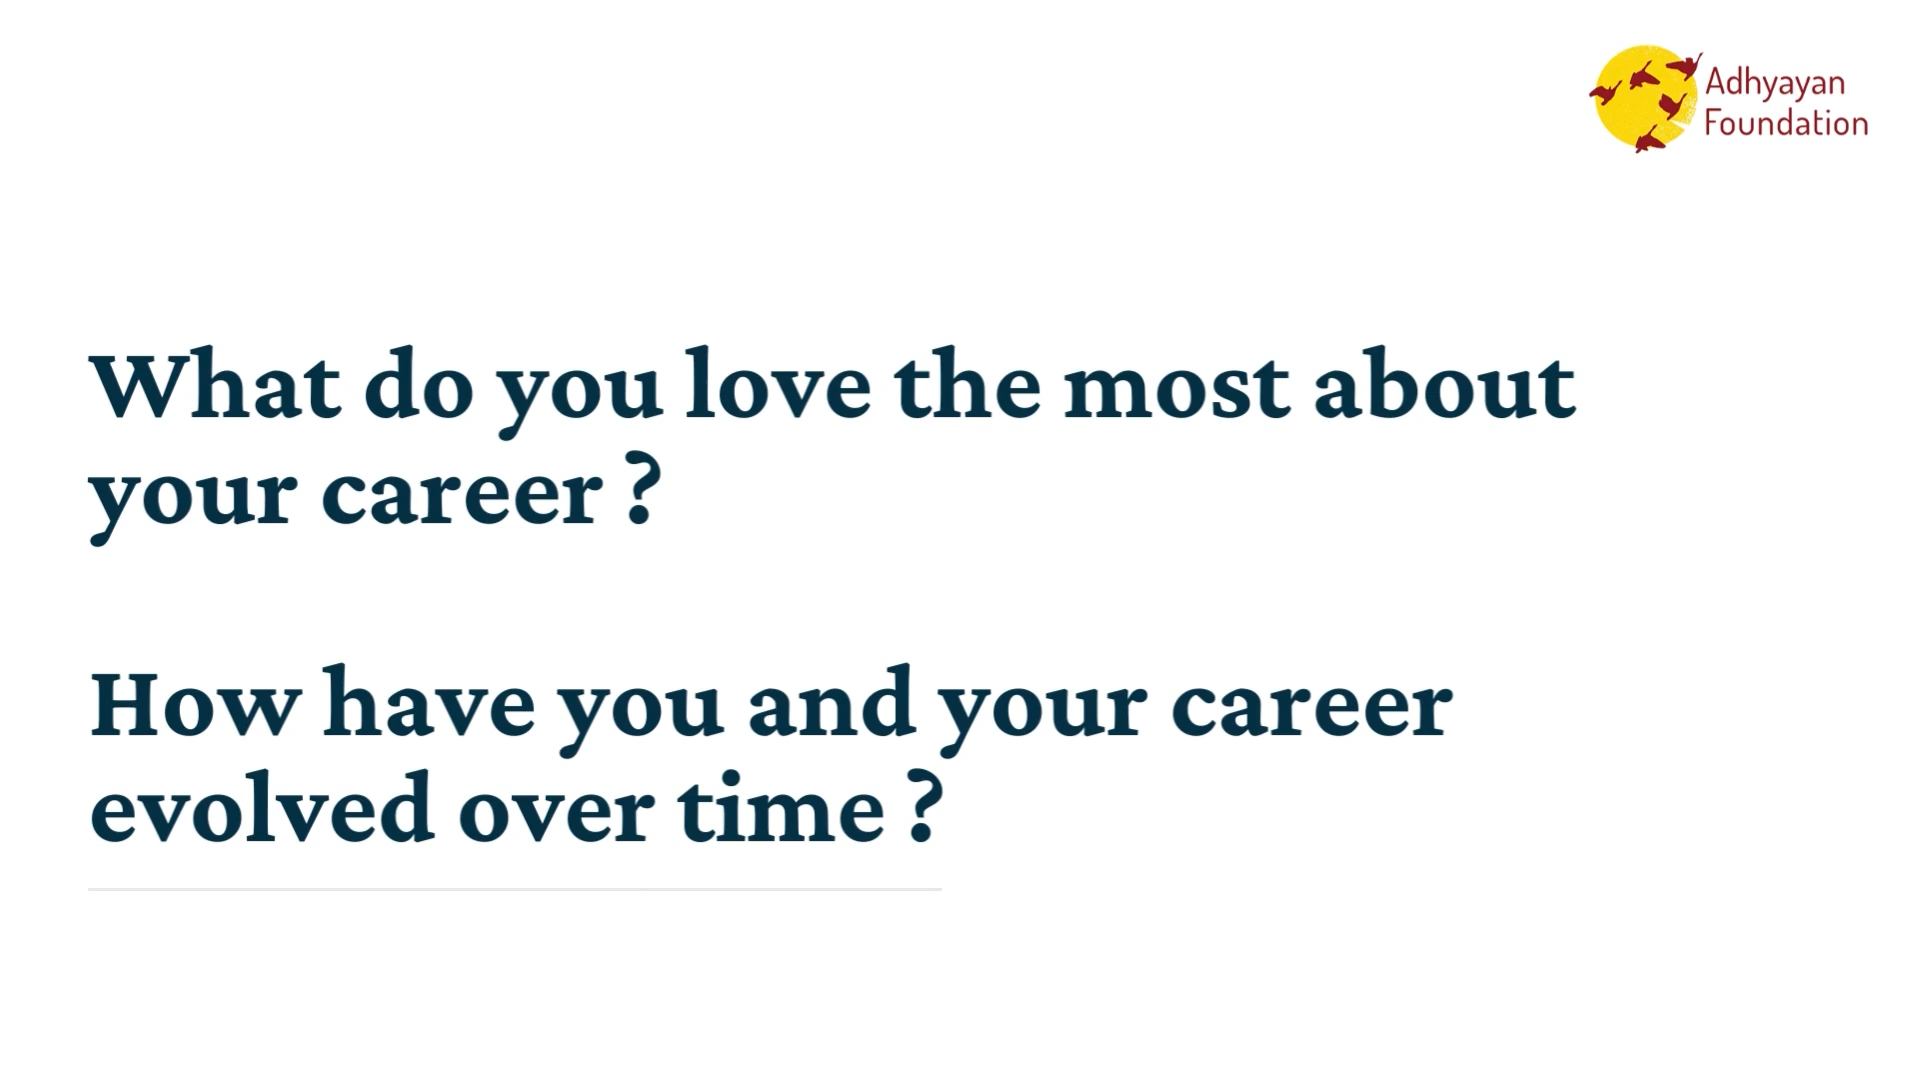 Adhyayan
Foundation
What do you love the most about
your career ?
How have you and your career
evolved over time ?